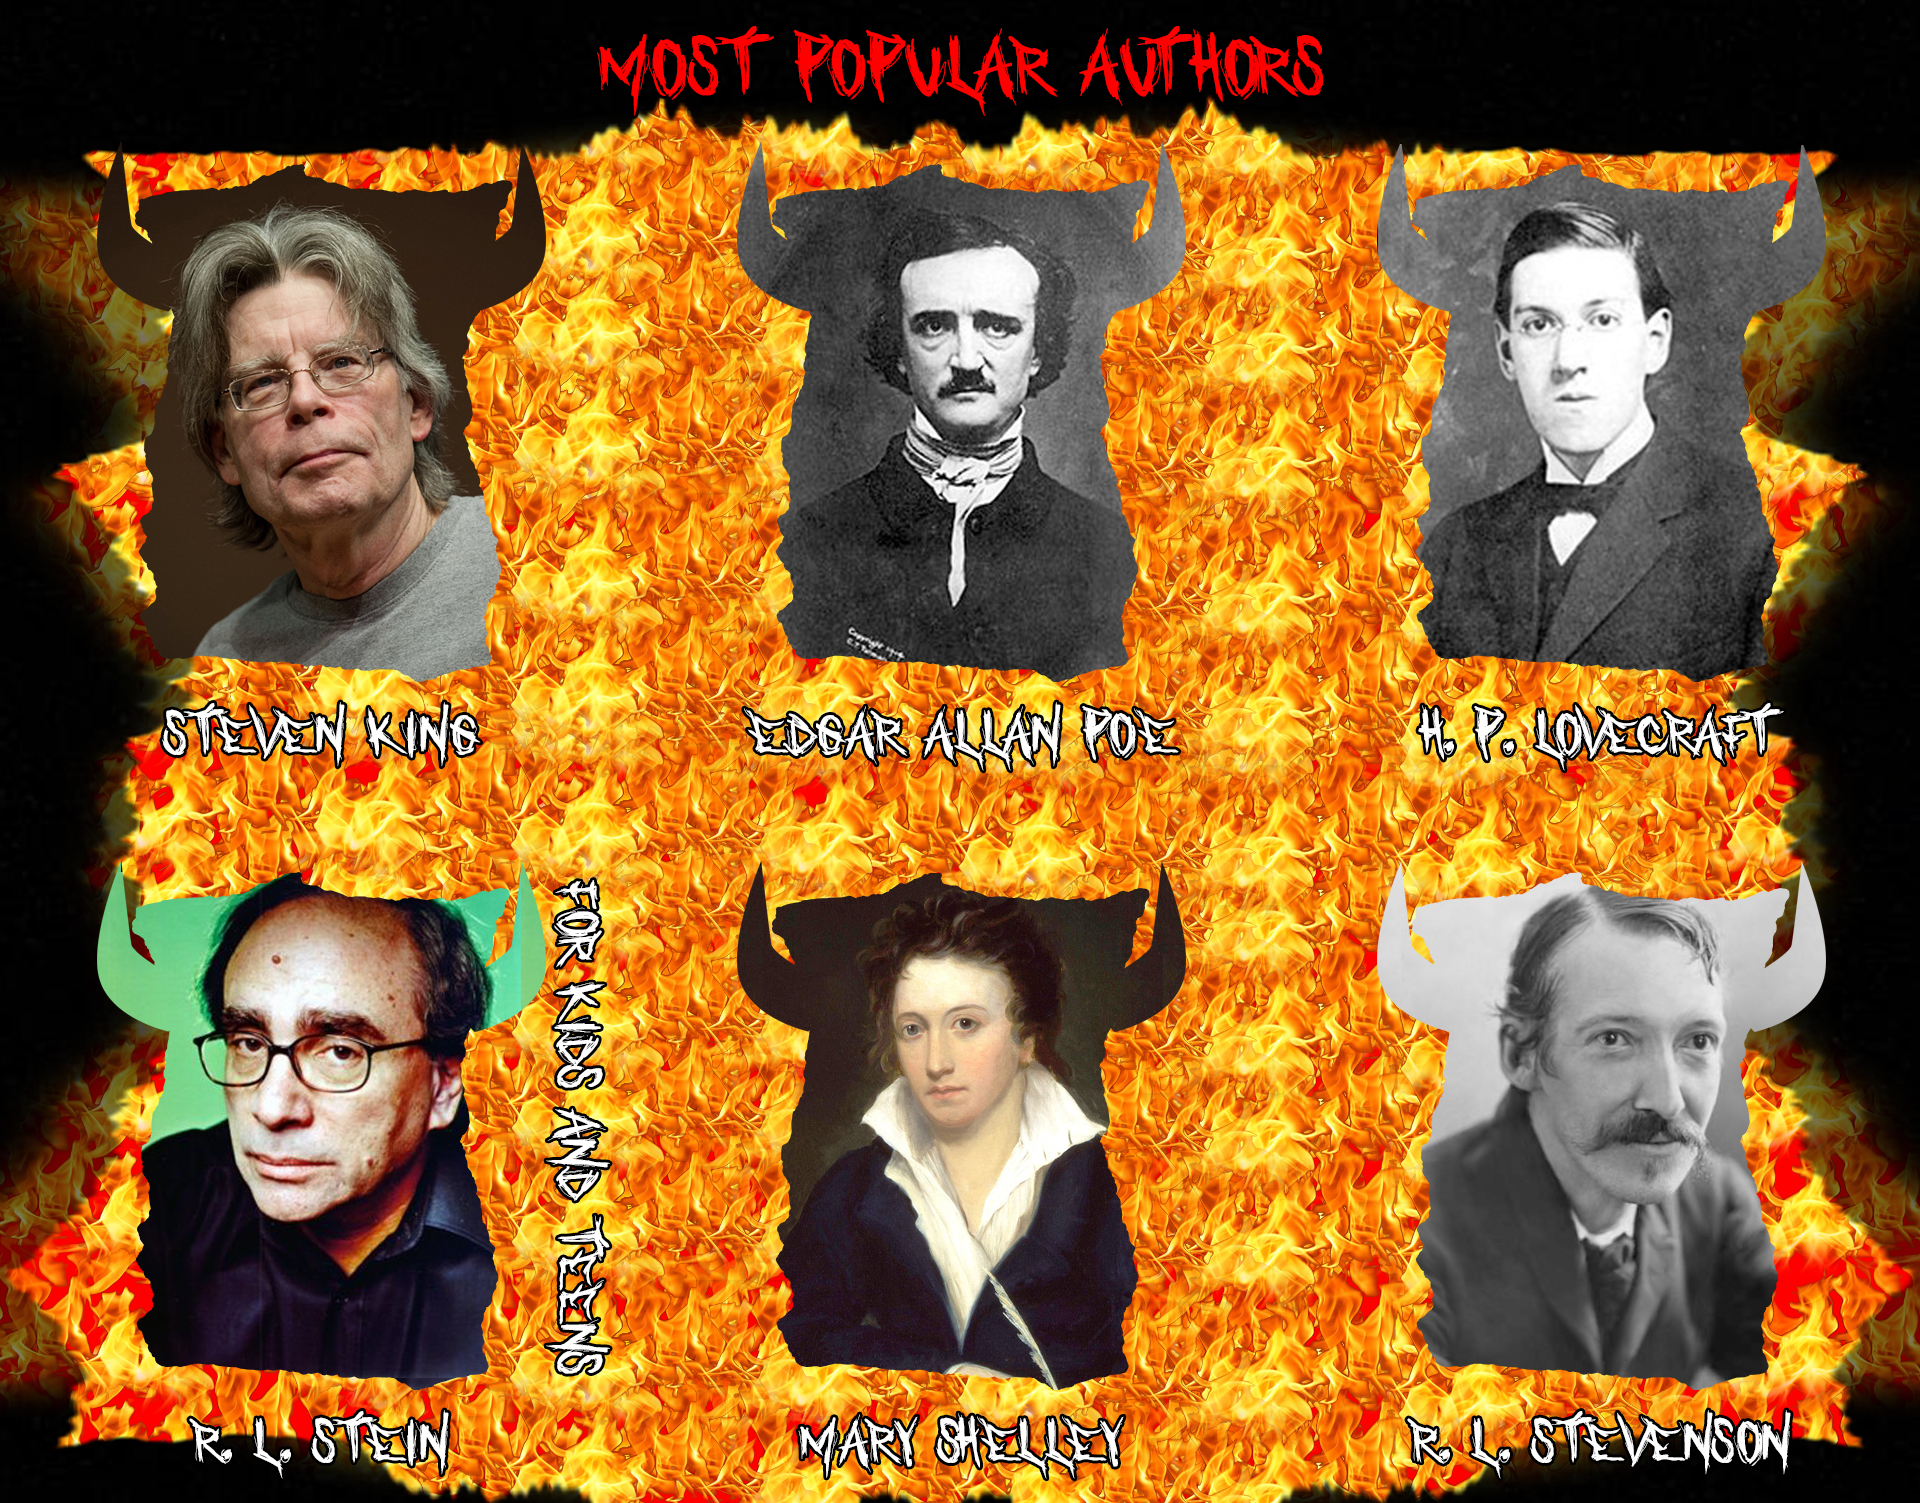 MOST POPULAR AUTHORS
STEVEN KING
EDGAR ALLAN POE
H. P. LOVECRAFT
FOR KIDS AND TEENS
R. L. STEIN
MARY SHELLEY
R. L. STEVENSON